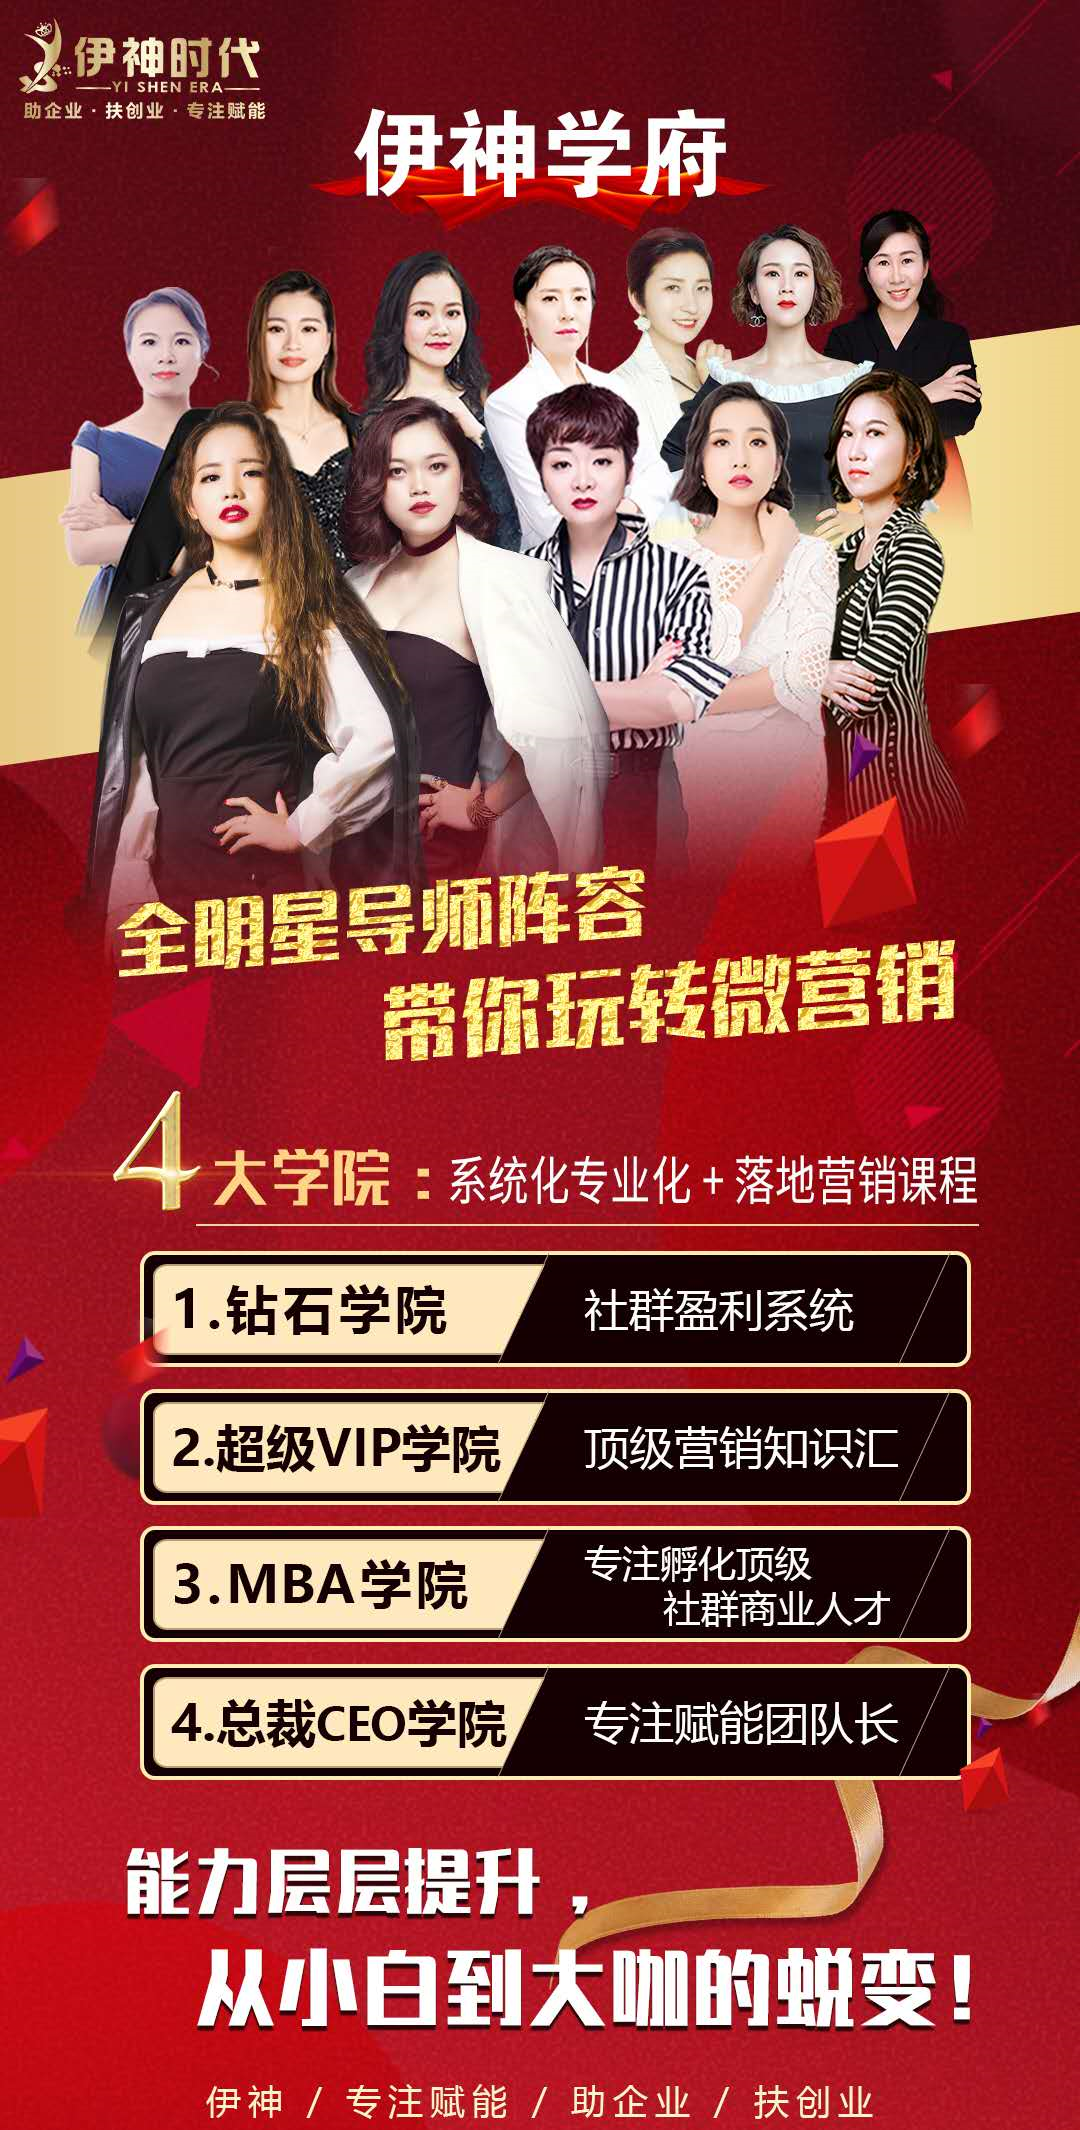 伊神时代
YI SHEN ERA
助企业·扶创业·专注赋能
伊神学府
全明星导师阵容
带你玩转微营销
4大学院：系统化专业化+落地营销课程
1.钻石学院 社群盈利系统
2.超级VIP学院 顶级营销知识汇
3.MBA学院 专注孵化顶级
社群商业人才
4.总裁CEO学院 专注赋能团队长
能力层层提升，
从小白到大咖的蜕变！
伊神 / 专注赋能 / 助企业 / 扶创业